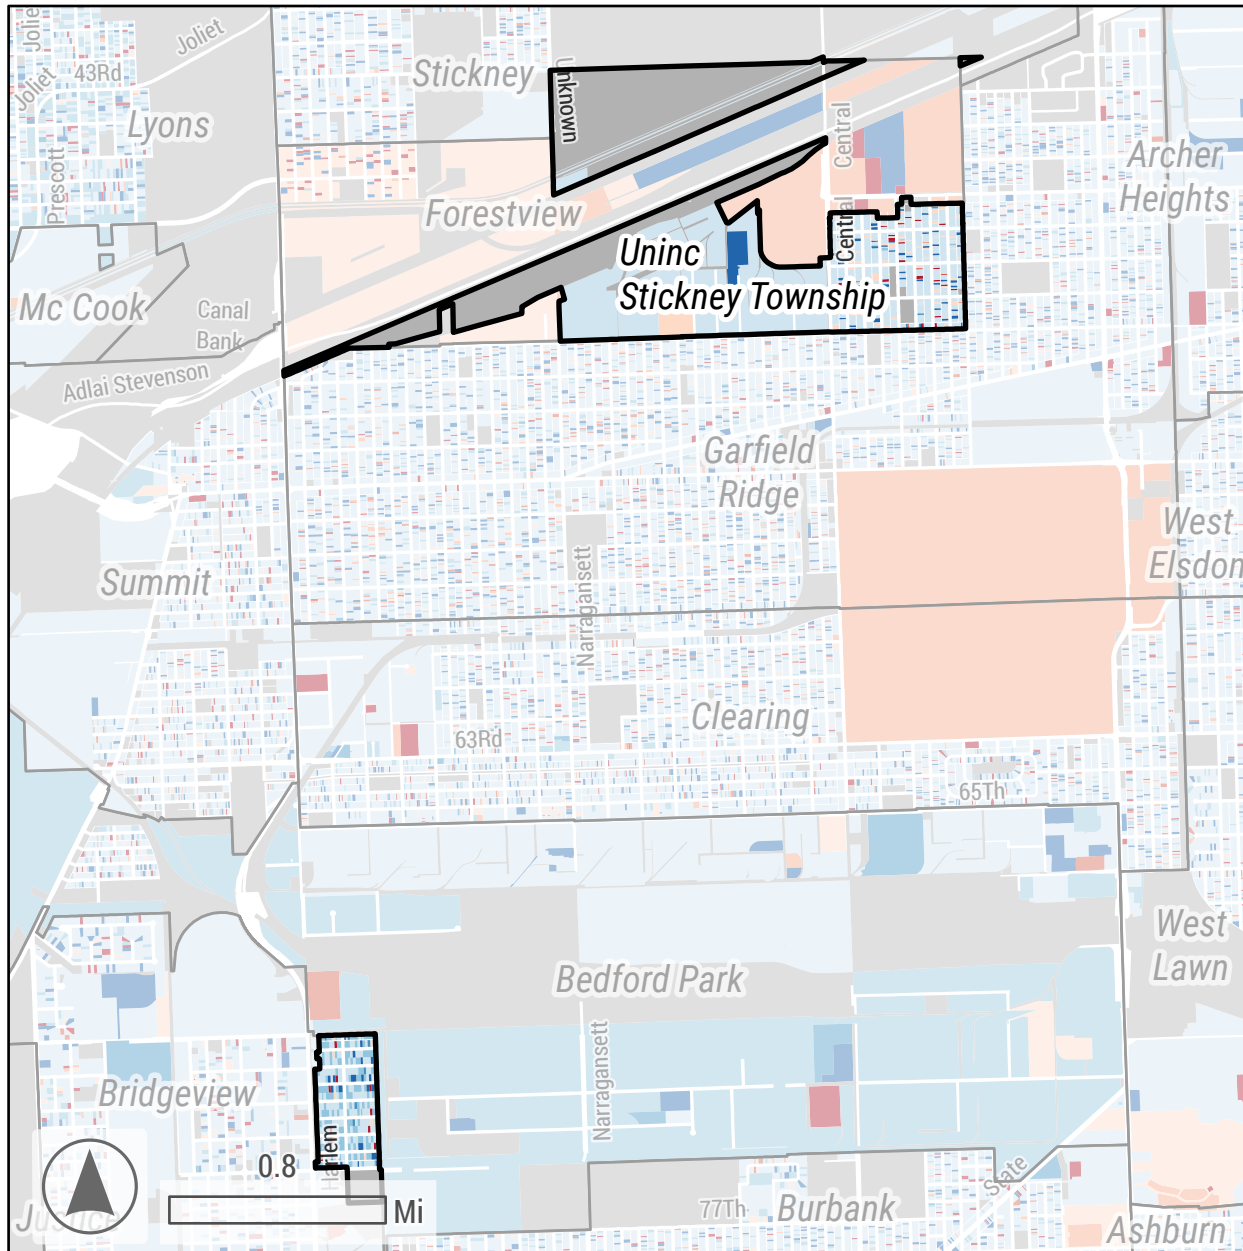 Joliet
Joliet
43Rd
Joliet
Stickney
Lyons
Unknown
Prescott
Central
Archer
Heights
Forestview
Central
Uninc
Stickney Township
Mc Cook
Canal
Bank
Adlai Stevenson
Garfield
Ridge
West
Elsdon
Summit
Narragansett
Clearing
63Rd
65Th
West
Lawn
Bedford Park
Narragansett
Bridgeview
Harlem
0.8
Mi
State
77Th
Burbank
Justice
Ashburn